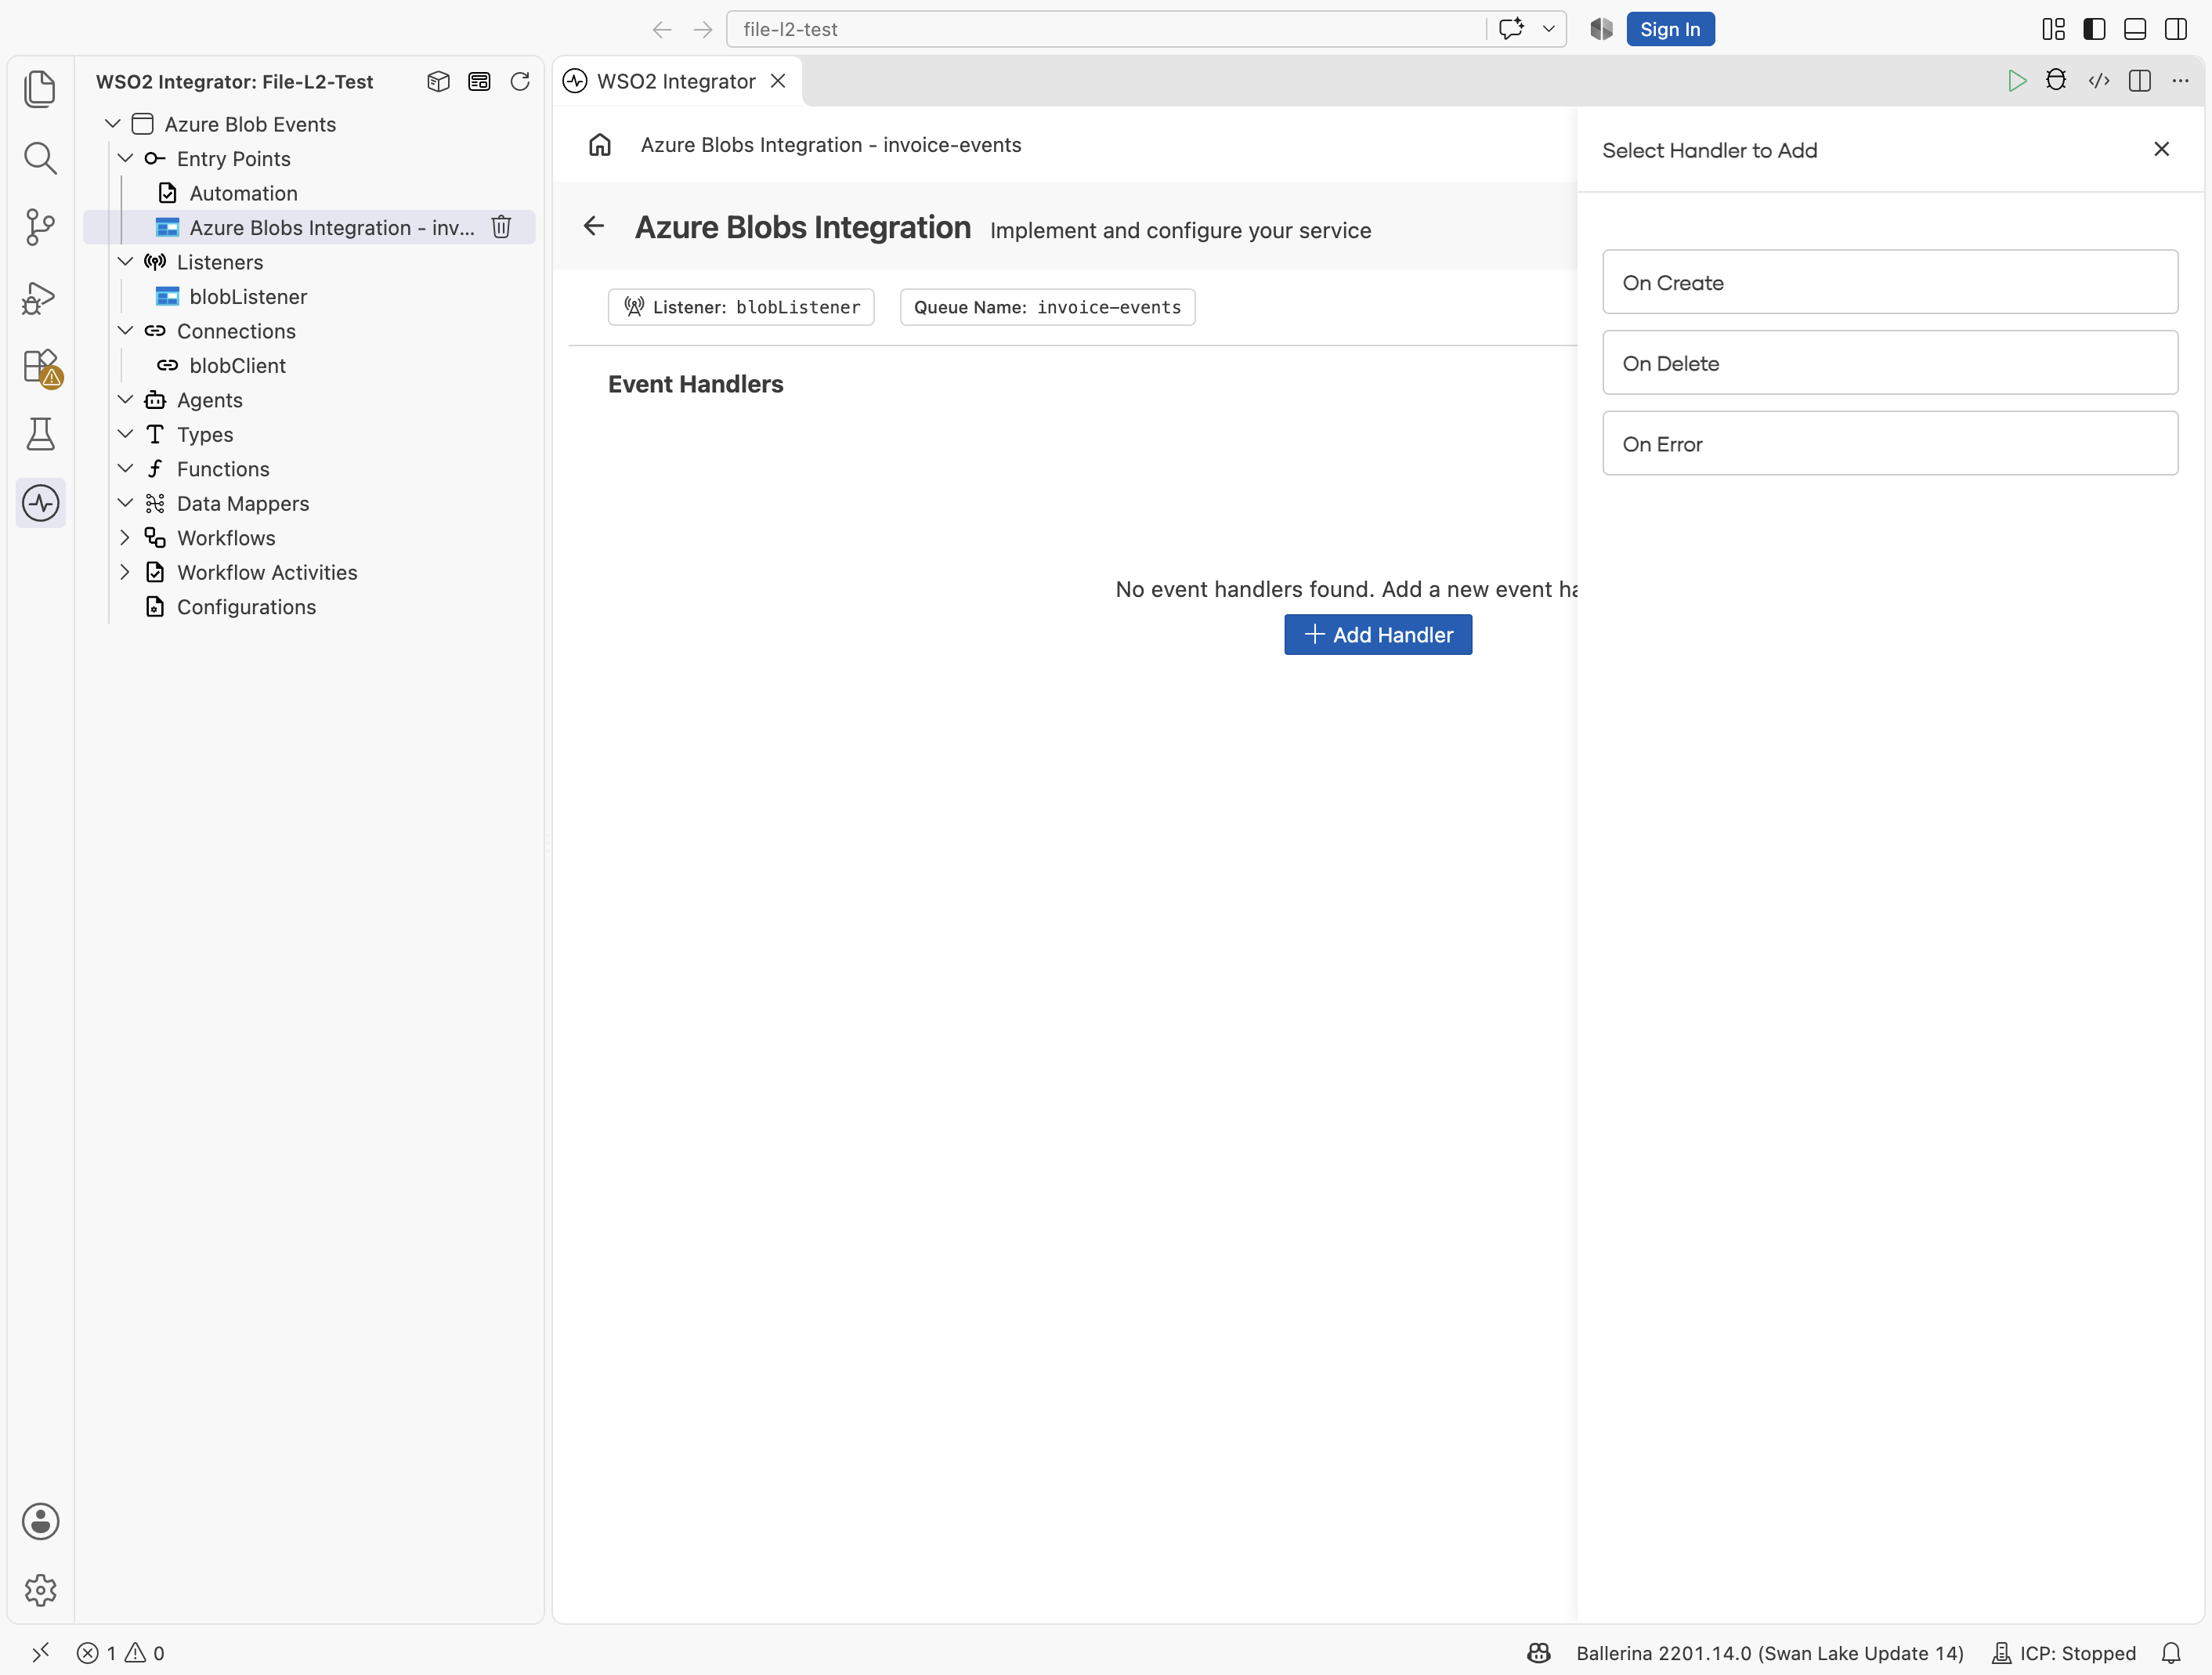 file-l2-test
Sign In
WSO2 Integrator: File-L2-Test
Azure Blob Events
Entry Points
Automation
Azure Blobs Integration - inv...
Listeners
blobListener
Connections
blobClient
Agents
Types
Functions
Data Mappers
Workflows
Workflow Activities
Configurations
WSO2 Integrator
Azure Blobs Integration - invoice-events
Azure Blobs Integration Implement and configure your service
Listener: blobListener Queue Name: invoice-events
Event Handlers
No event handlers found. Add a new event ha
Add Handler
Select Handler to Add
On Create
On Delete
On Error
1 0
Ballerina 2201.14.0 (Swan Lake Update 14) ICP: Stopped